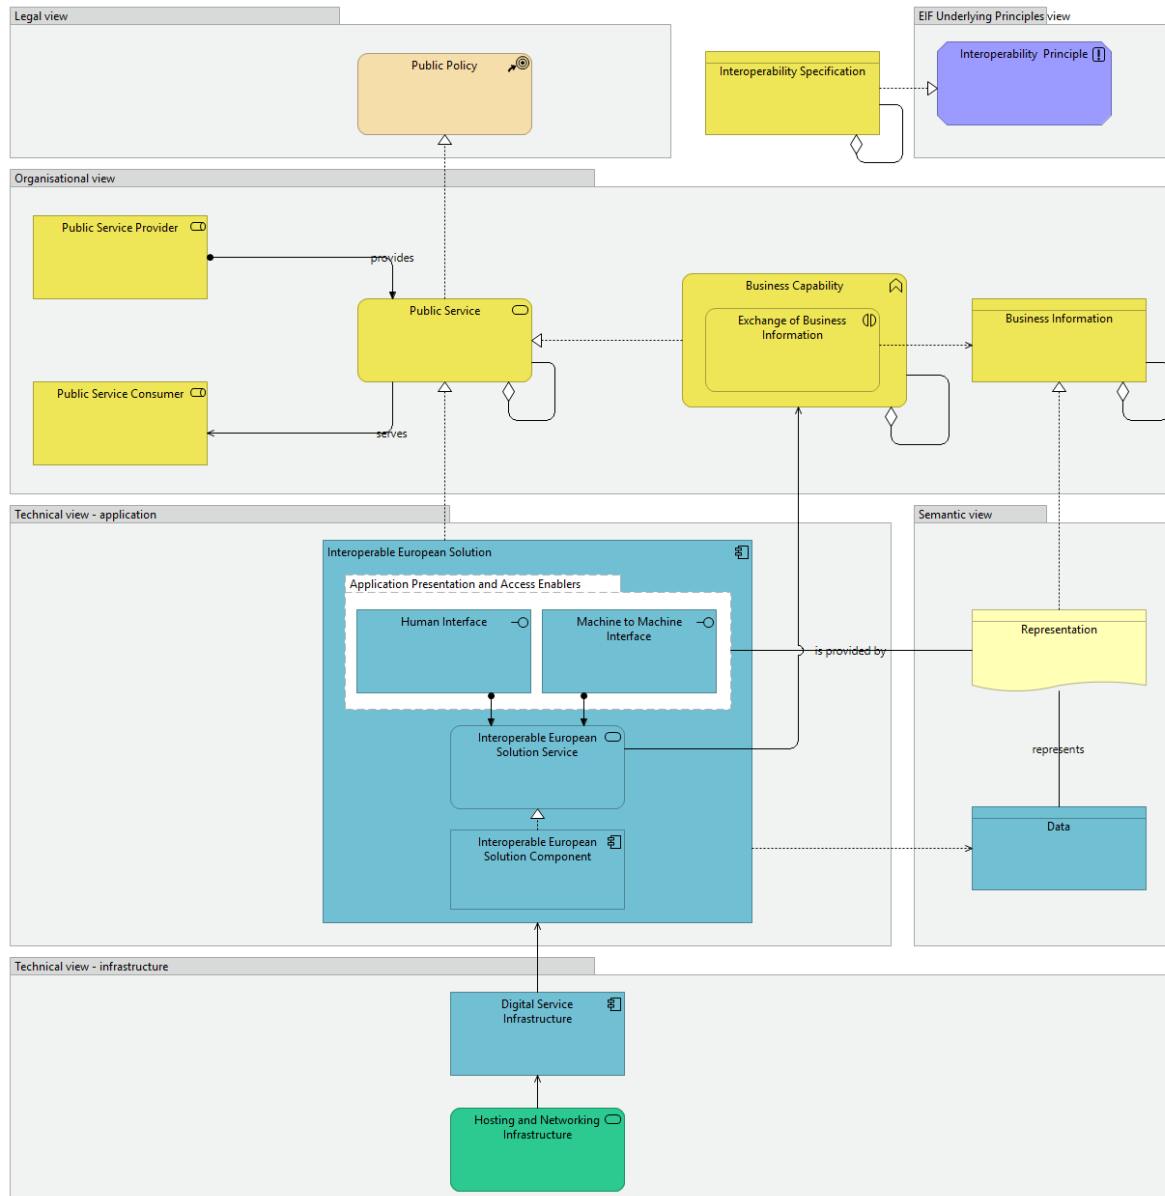 Legal view
EIF Underlying Principles view
Public Policy
Interoperability Specification
Interoperability Principle
Organisational view
Public Service Provider
provides
Public Service
Business Capability
Exchange of Business
Information
Business Information
Public Service Consumer
serves
Technical view - application
Semantic view
Interoperable European Solution
Application Presentation and Access Enablers
Human Interface
Machine to Machine
Interface
is provided by
Representation
Interoperable European
Solution Service
represents
Interoperable European
Solution Component
Data
Technical view - infrastructure
Digital Service
Infrastructure
Hosting and Networking
Infrastructure